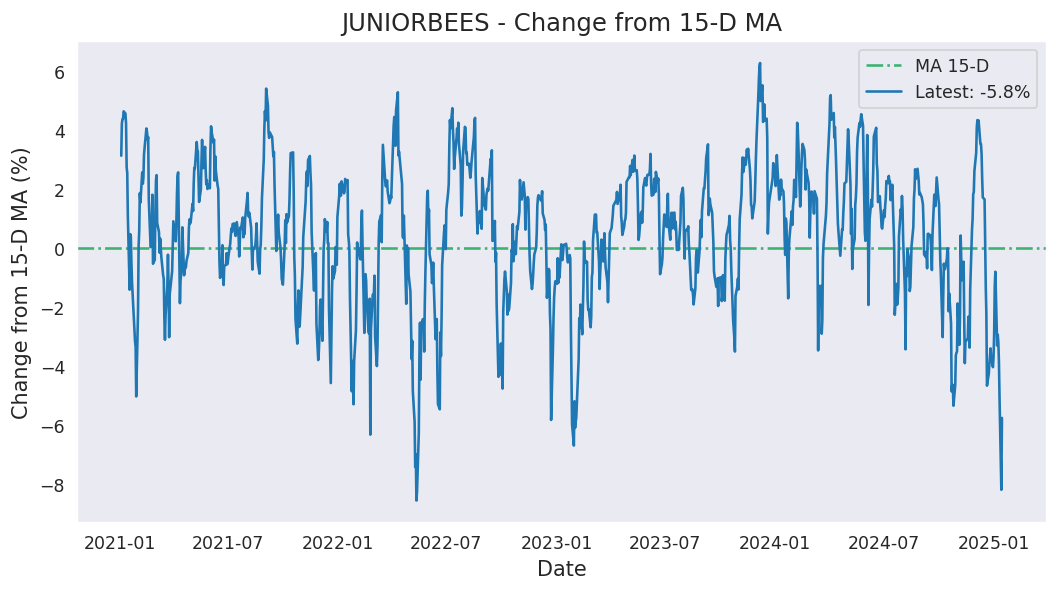 JUNIORBEES - Change from 15-D MA
Change from 15-D MA (%)
6
4
2
0
−2
−4
−6
−8
MA 15-D
Latest: -5.8%
2021-01 2021-07 2022-01 2022-07 2023-01 2023-07 2024-01 2024-07 2025-01
Date